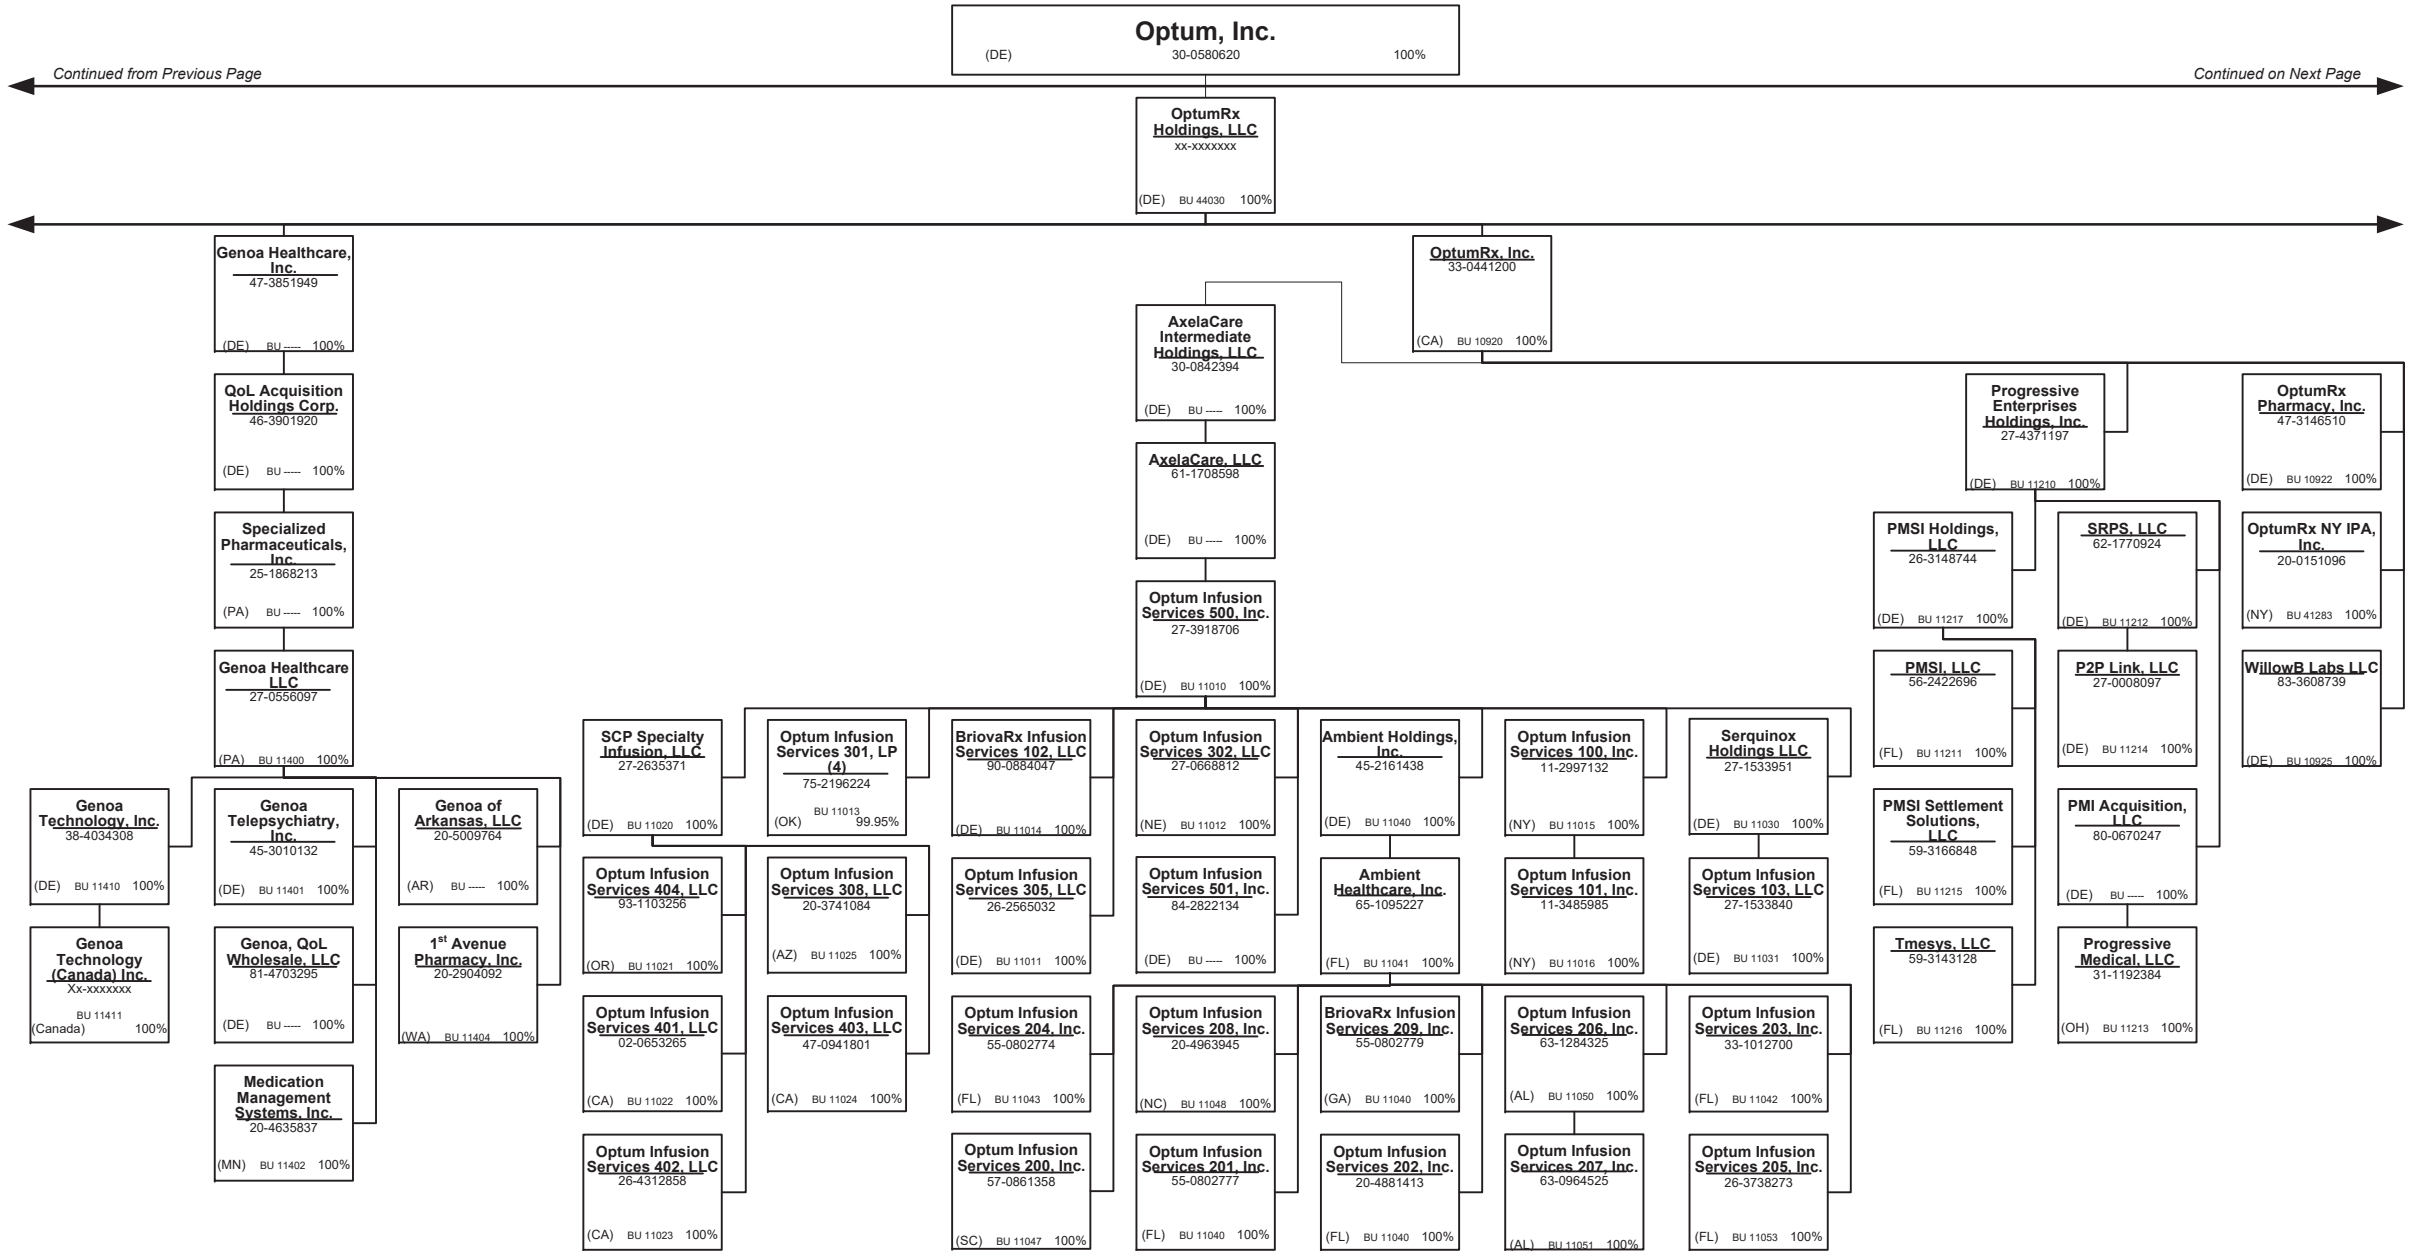 Optum, Inc.
(DE) 30-0580620 100%
Continued from Previous Page
Continued on Next Page
OptumRx
Holdings, LLC
xx-xxxxxxx
(DE) BU 44030 100%
Genoa Healthcare,
Inc.
47-3851949
(DE) BU ----- 100%
OptumRx, Inc.
33-0441200
(CA) BU 10920 100%
AxelaCare
Intermediate
Holdings, LLC
30-0842394
(DE) BU ----- 100%
QoL Acquisition
Holdings Corp.
46-3901920
(DE) BU ----- 100%
Progressive
Enterprises
Holdings, Inc.
27-4371197
(DE) BU 11210 100%
OptumRx
Pharmacy, Inc.
47-3146510
(DE) BU 10922 100%
AxelaCare, LLC
61-1708598
(DE) BU ----- 100%
Specialized
Pharmaceuticals,
Inc.
25-1868213
(PA) BU ----- 100%
PMSI Holdings,
LLC
26-3148744
(DE) BU 11217 100%
SRPS, LLC
62-1770924
(DE) BU 11212 100%
OptumRx NY IPA,
Inc.
20-0151096
(NY) BU 41283 100%
Optum Infusion
Services 500, Inc.
27-3918706
(DE) BU 11010 100%
Genoa Healthcare
LLC
27-0556097
(PA) BU 11400 100%
PMSI, LLC
56-2422696
(FL) BU 11211 100%
P2P Link, LLC
27-0008097
(DE) BU 11214 100%
WillowB Labs LLC
83-3608739
(DE) BU 10925 100%
SCP Specialty
Infusion, LLC
27-2635371
(DE) BU 11020 100%
Optum Infusion
Services 301, LP
(4)
75-2196224
BU 11013
(OK) 99.95%
BriovaRx Infusion
Services 102, LLC
90-0884047
(DE) BU 11014 100%
Optum Infusion
Services 302, LLC
27-0668812
(NE) BU 11012 100%
Ambient Holdings,
Inc.
45-2161438
(DE) BU 11040 100%
Optum Infusion
Services 100, Inc.
11-2997132
(NY) BU 11015 100%
Serquinox
Holdings LLC
27-1533951
(DE) BU 11030 100%
Genoa
Technology, Inc.
38-4034308
(DE) BU 11410 100%
Genoa
Telepsychiatry,
Inc.
45-3010132
(DE) BU 11401 100%
Genoa of
Arkansas, LLC
20-5009764
(AR) BU ----- 100%
PMSI Settlement
Solutions,
LLC
59-3166848
(FL) BU 11215 100%
PMI Acquisition,
LLC
80-0670247
(DE) BU ----- 100%
Optum Infusion
Services 404, LLC
93-1103256
(OR) BU 11021 100%
Optum Infusion
Services 308, LLC
20-3741084
(AZ) BU 11025 100%
Optum Infusion
Services 305, LLC
26-2565032
(DE) BU 11011 100%
Optum Infusion
Services 501, Inc.
84-2822134
(DE) BU ----- 100%
Ambient
Healthcare, Inc.
65-1095227
(FL) BU 11041 100%
Optum Infusion
Services 101, Inc.
11-3485985
(NY) BU 11016 100%
Optum Infusion
Services 103, LLC
27-1533840
(DE) BU 11031 100%
Genoa
Technology
(Canada) Inc.
Xx-xxxxxxx
BU 11411
(Canada) 100%
Genoa, QoL
Wholesale, LLC
81-4703295
(DE) BU ----- 100%
1st Avenue
Pharmacy, Inc.
20-2904092
(WA) BU 11404 100%
Tmesys, LLC
59-3143128
(FL) BU 11216 100%
Progressive
Medical, LLC
31-1192384
(OH) BU 11213 100%
Optum Infusion
Services 401, LLC
02-0653265
(CA) BU 11022 100%
Optum Infusion
Services 403, LLC
47-0941801
(CA) BU 11024 100%
Optum Infusion
Services 204, Inc.
55-0802774
(FL) BU 11043 100%
Optum Infusion
Services 208, Inc.
20-4963945
(NC) BU 11048 100%
BriovaRx Infusion
Services 209, Inc.
55-0802779
(GA) BU 11040 100%
Optum Infusion
Services 206, Inc.
63-1284325
(AL) BU 11050 100%
Optum Infusion
Services 203, Inc.
33-1012700
(FL) BU 11042 100%
Medication
Management
Systems, Inc.
20-4635837
(MN) BU 11402 100%
Optum Infusion
Services 402, LLC
26-4312858
(CA) BU 11023 100%
Optum Infusion
Services 200, Inc.
57-0861358
(SC) BU 11047 100%
Optum Infusion
Services 201, Inc.
55-0802777
(FL) BU 11040 100%
Optum Infusion
Services 202, Inc.
20-4881413
(FL) BU 11040 100%
Optum Infusion
Services 207, Inc.
63-0964525
(AL) BU 11051 100%
Optum Infusion
Services 205, Inc.
26-3738273
(FL) BU 11053 100%